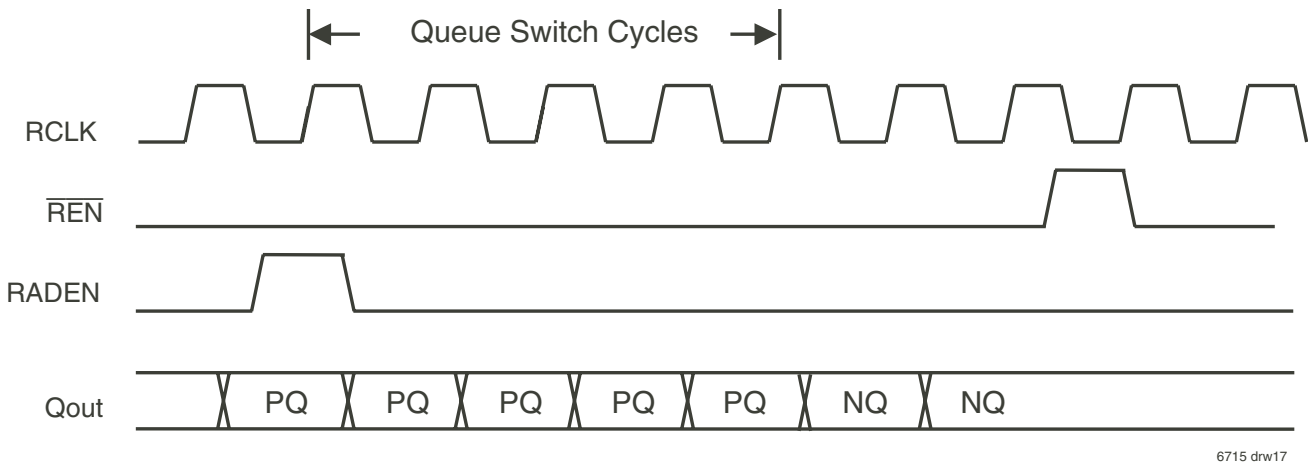 Queue Switch Cycles
RCLK
REN
RADEN
Qout PQ PQ PQ PQ PQ NQ NQ
6715 drw17